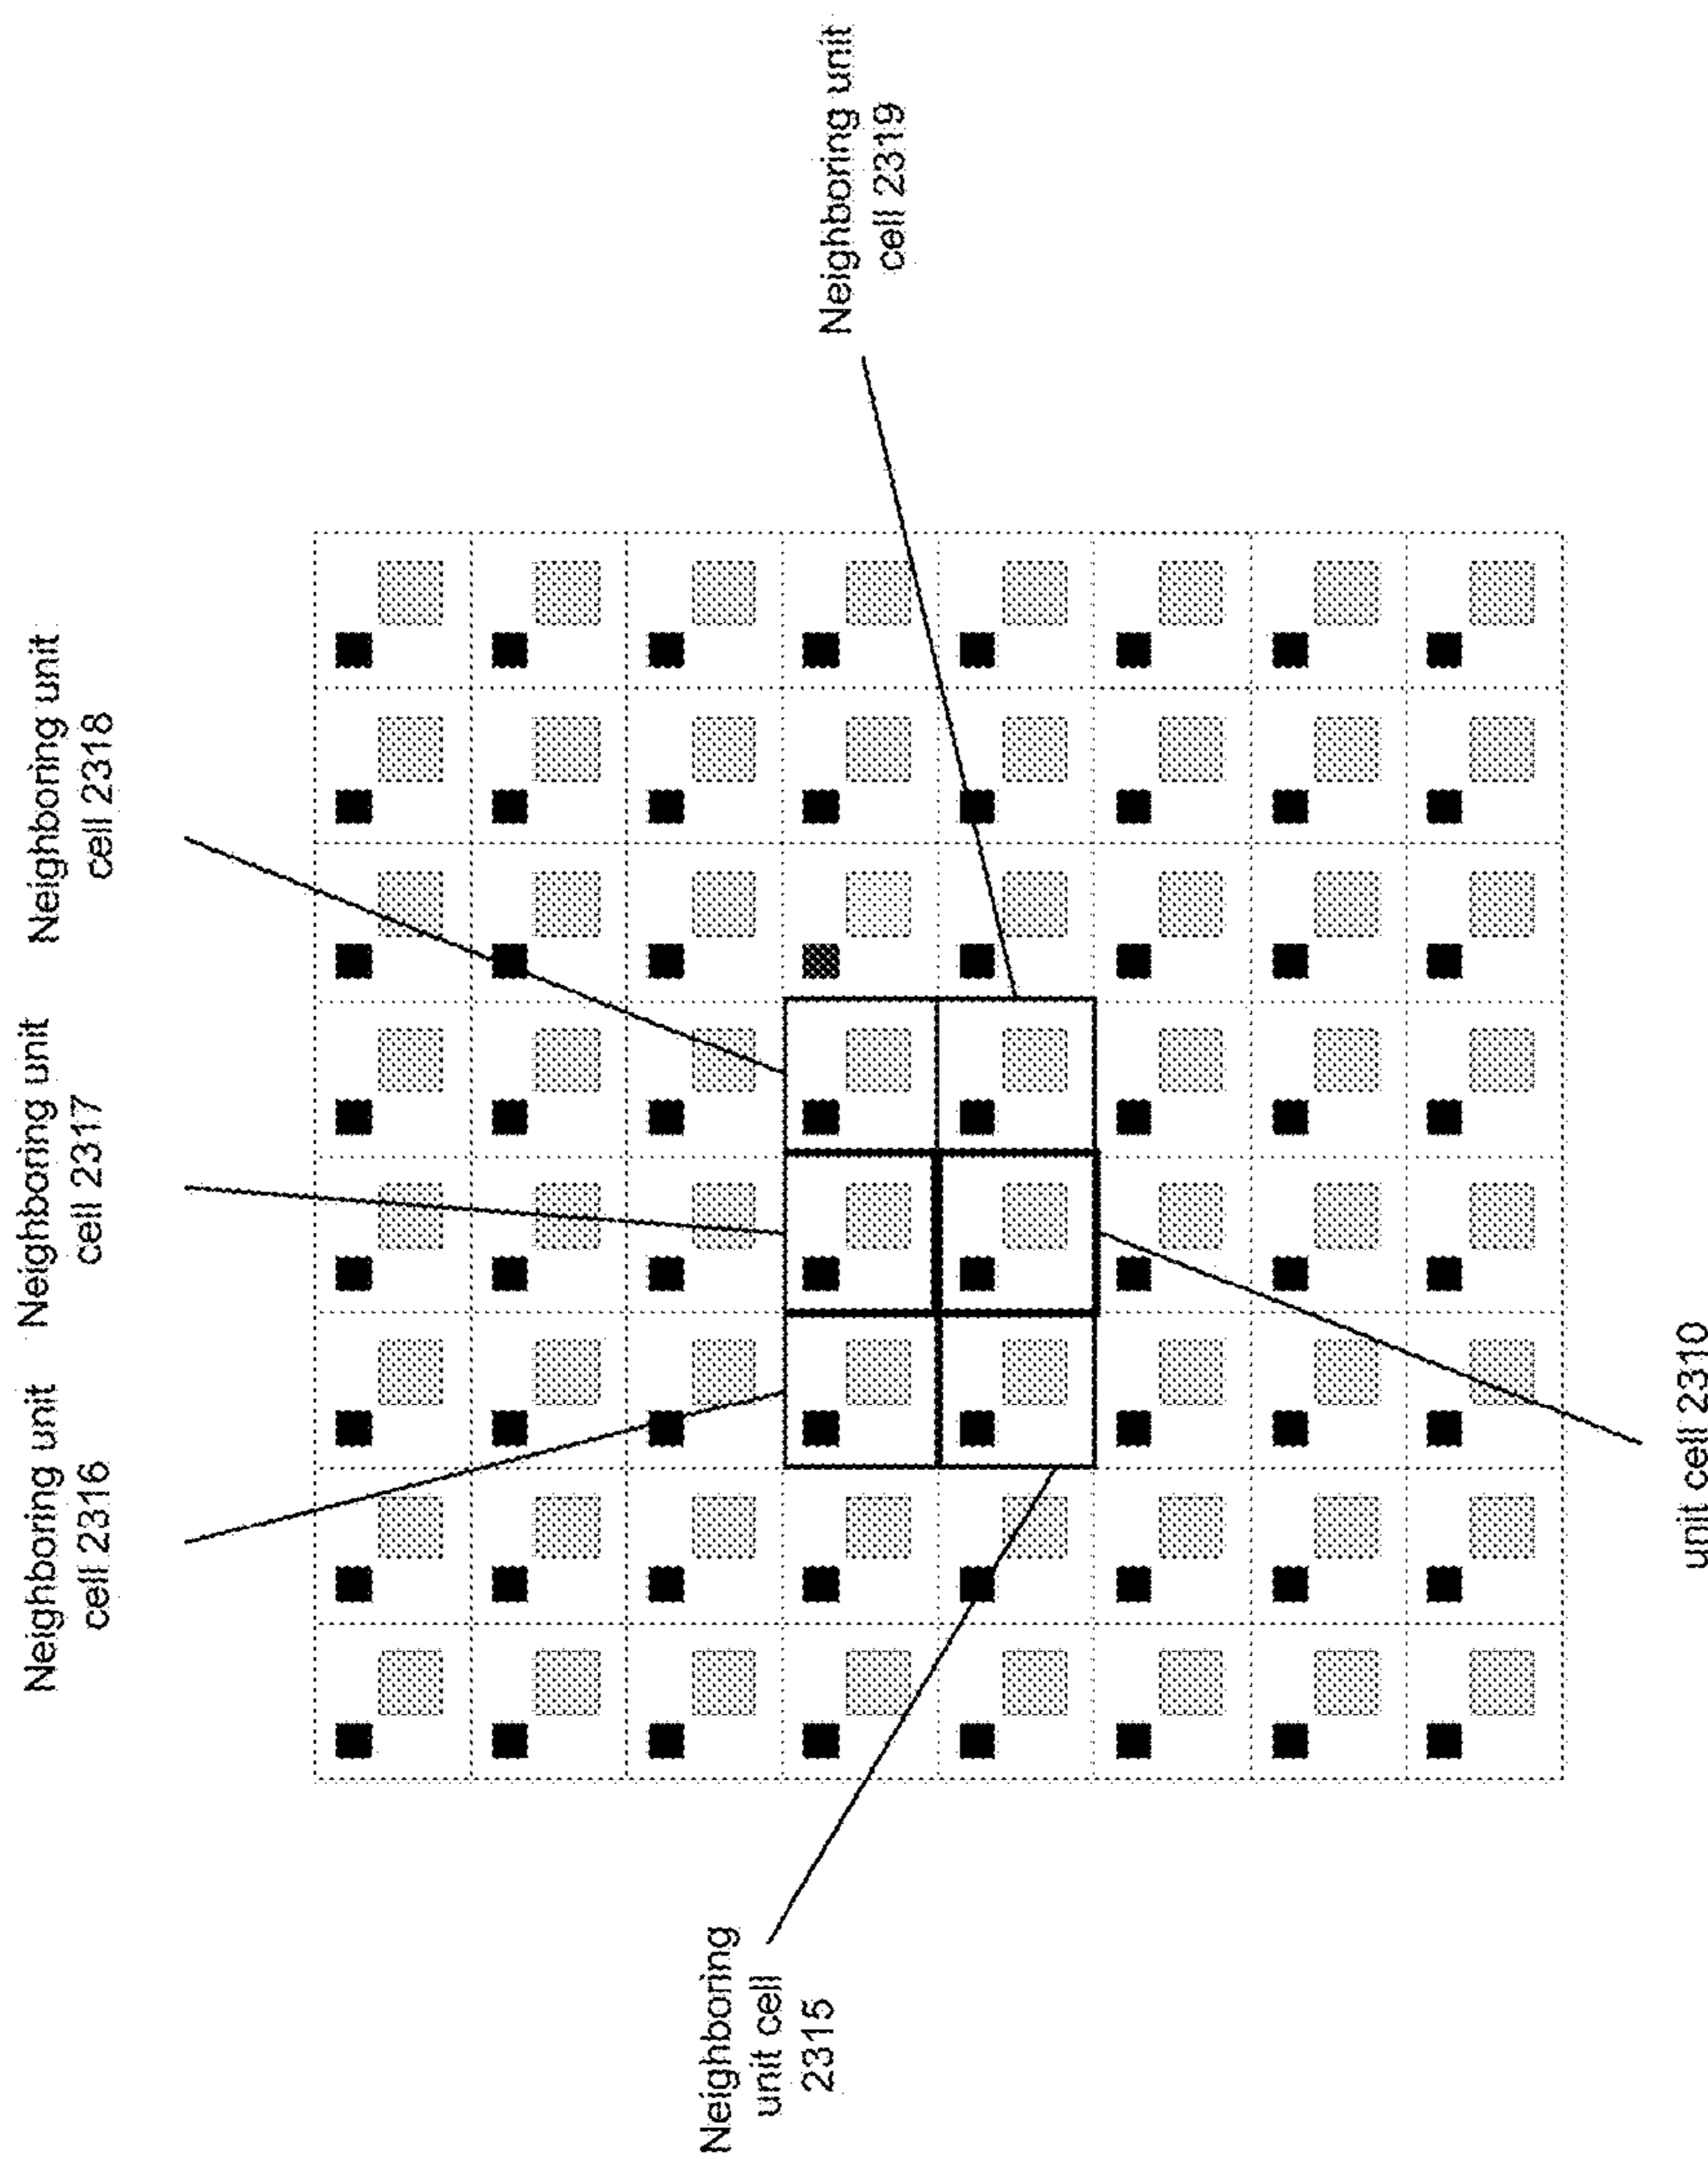 Neighboring unit
cell 2316
Neighboring unit
cell 2317
Neighboring unit
cell 2318
Neighboring
unit cell
2315
Neighboring unit
cell 2319
unit cell 2310